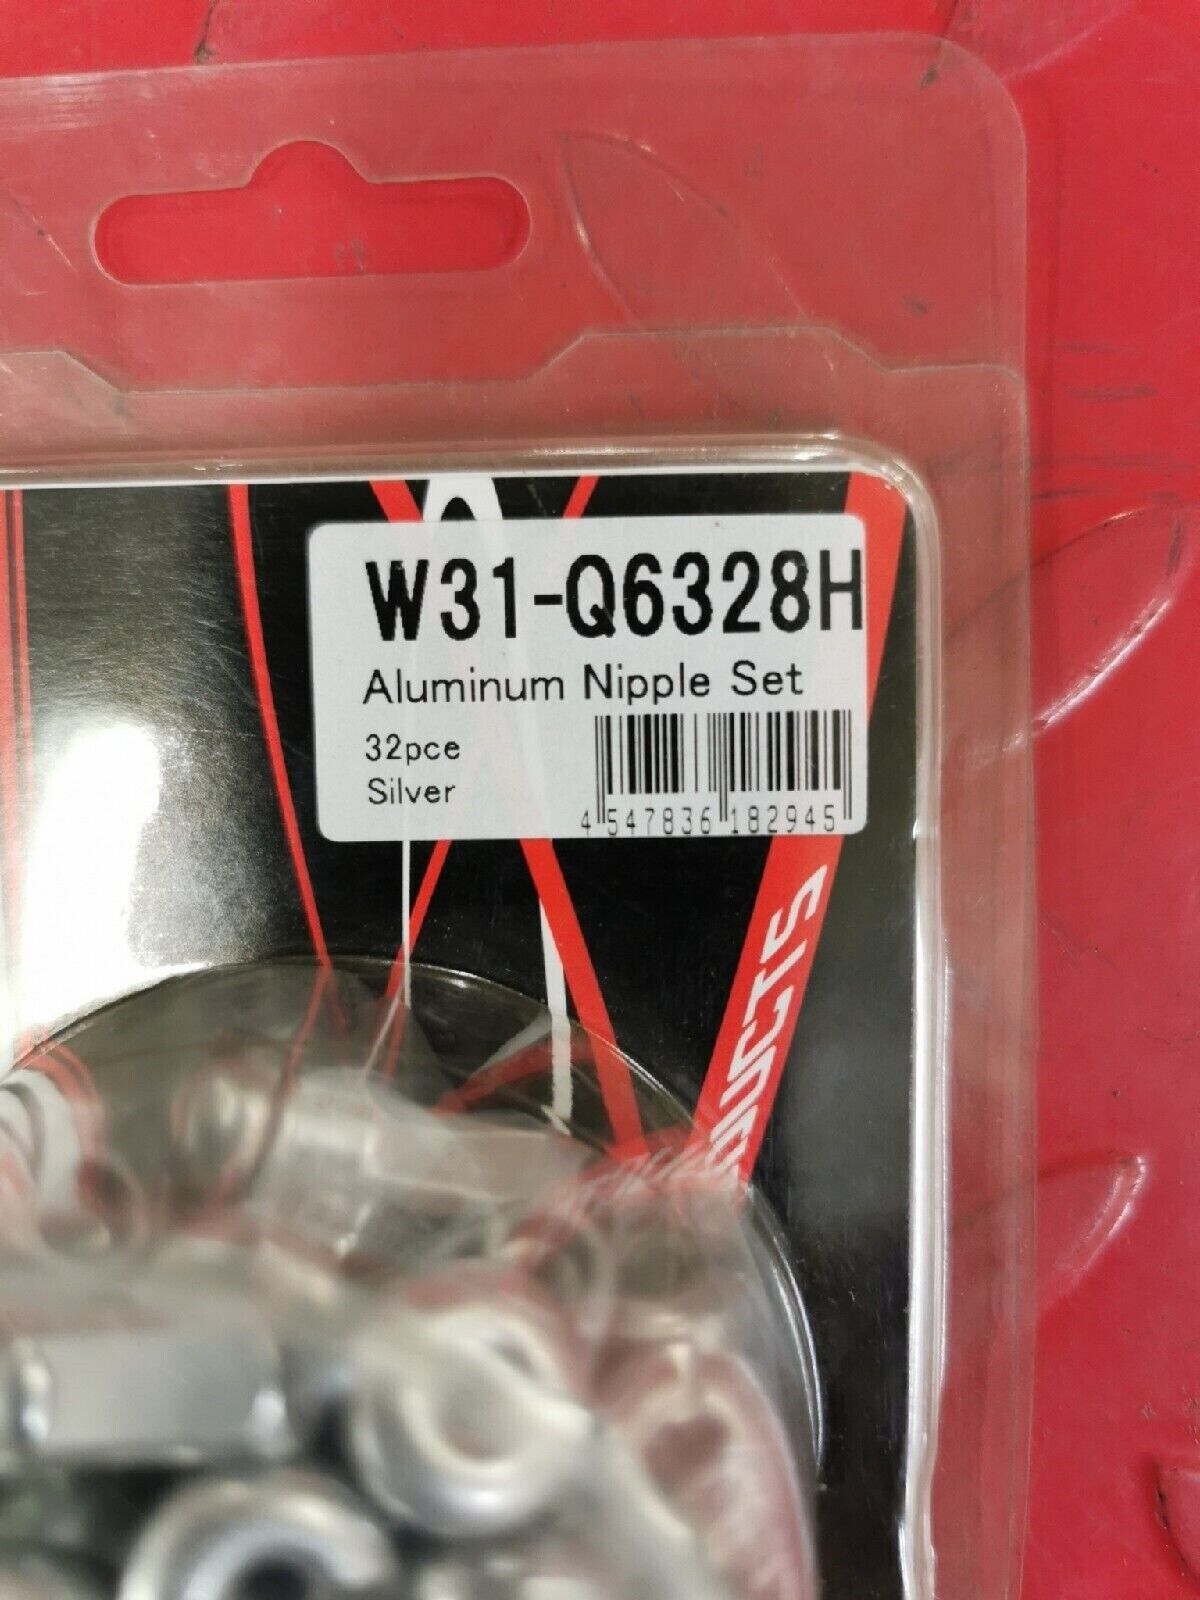 W31-Q6328H
Aluminum Nipple Set
32pce
Silver
4 547836 182945